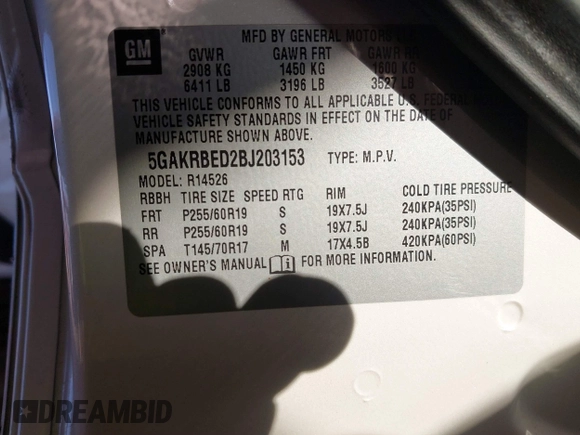 GM
MFD BY GENERAL MOTORS
GVWR GAWR FRT GAWR RR
2908 KG 1450 KG 1600 KG
6411 LB 3196 LB 3527 LB
THIS VEHICLE CONFORMS TO ALL APPLICABLE U.S. FEDERAL
VEHICLE SAFETY STANDARDS IN EFFECT ON THE DATE OF
MANUFACTURE SHOWN ABOVE.
5GAKRBED2BJ203153 TYPE: M.P.V.
MODEL: R14526
RBBH TIRE SIZE SPEED RTG RIM COLD TIRE PRESSURE
FRT P255/60R19 S 19X7.5J 240KPA(35PSI)
RR P255/60R19 S 19X7.5J 240KPA(35PSI)
SPA T145/70R17 M 17X4.5B 420KPA(60PSI)
SEE OWNER'S MANUAL FOR MORE INFORMATION.
DREAMBID